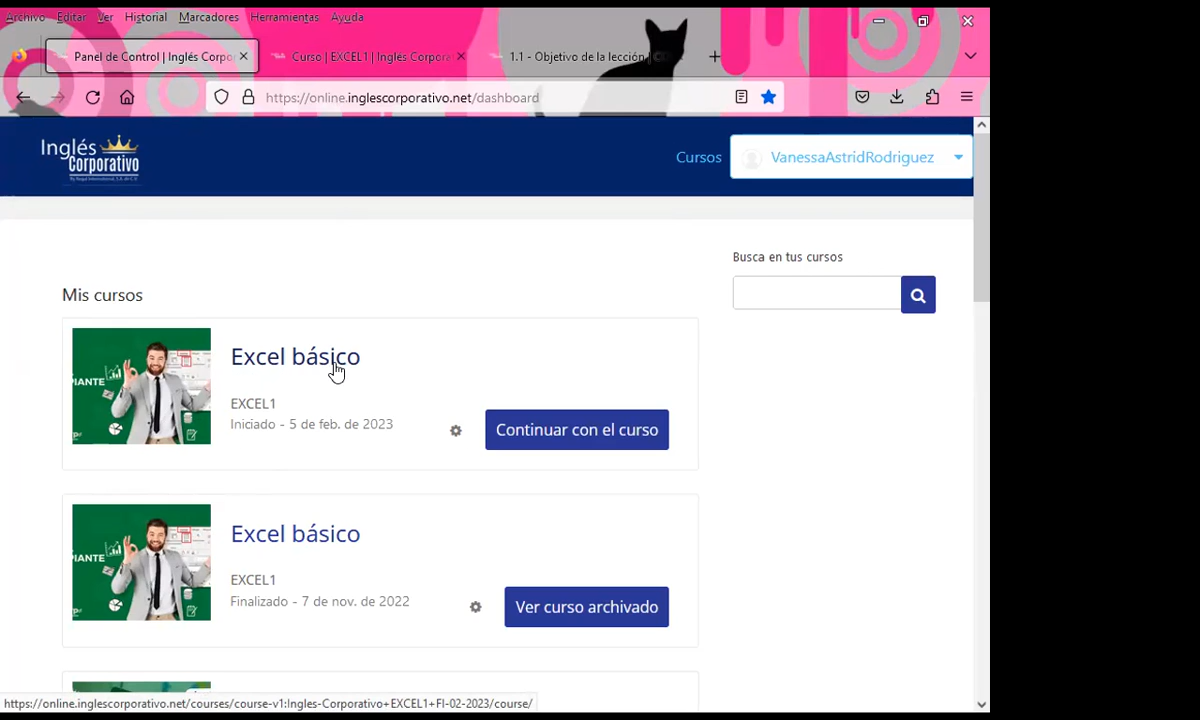 Archivo Editar Ver Historial Marcadores Herramientas Ayuda
Panel de Control | Inglés Corpor
Curso | EXCEL1 | Inglés Corpora
1.1 - Objetivo de la lección |
https://online.inglescorporativo.net/dashboard
Inglés
Corporativo
Cursos
VanessaAstridRodriguez
Busca en tus cursos
Mis cursos
Excel básico
EXCEL1
Iniciado - 5 de feb. de 2023
Continuar con el curso
Excel básico
EXCEL1
Finalizado - 7 de nov. de 2022
Ver curso archivado
PIANTE
PIANTE
https://online.inglescorporativo.net/courses/course-v1:Ingles-Corporativo+EXCEL1+FI-02-2023/course/